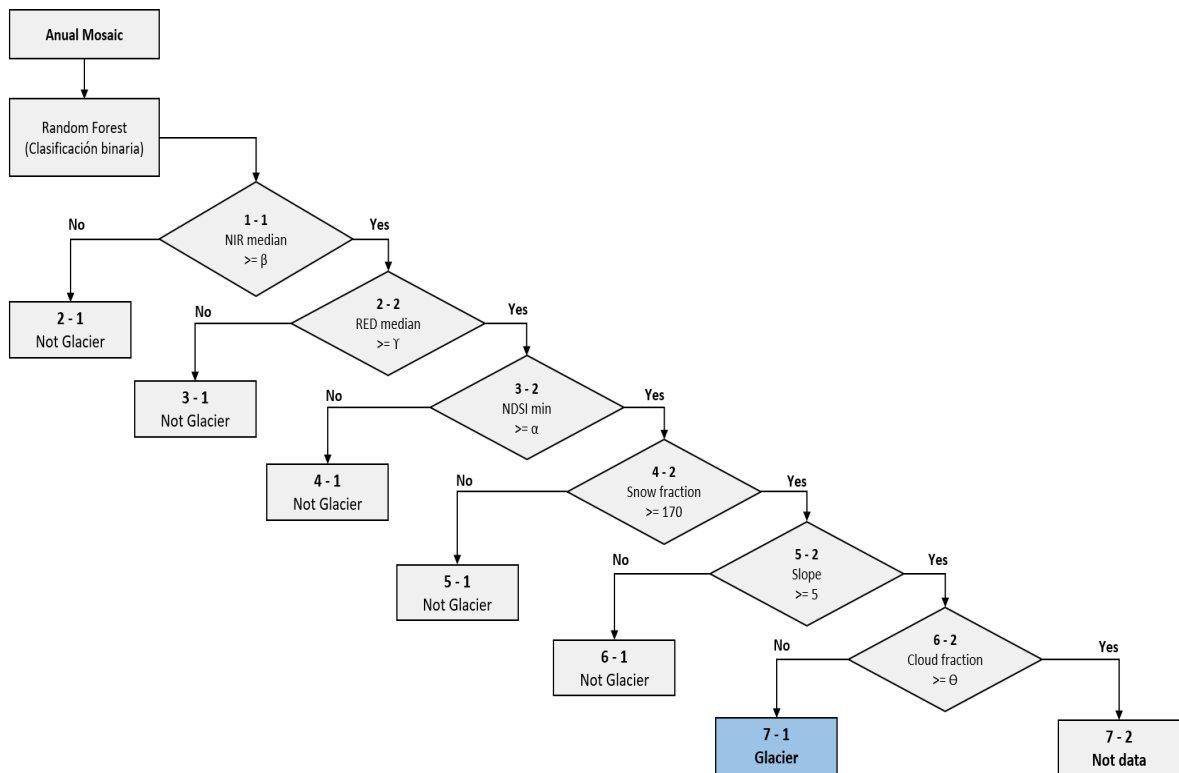 Anual Mosaic
Random Forest
(Clasificación binaria)
1 - 1
NIR median
>= β
No
Yes
2 - 1
Not Glacier
2 - 2
RED median
>= ϒ
No
Yes
3 - 1
Not Glacier
3 - 2
NDSI min
>= α
No
Yes
4 - 1
Not Glacier
4 - 2
Snow fraction
>= 170
No
Yes
5 - 1
Not Glacier
5 - 2
Slope
>= 5
No
Yes
6 - 1
Not Glacier
6 - 2
Cloud fraction
>= Θ
No
Yes
7 - 1
Glacier
7 - 2
Not data